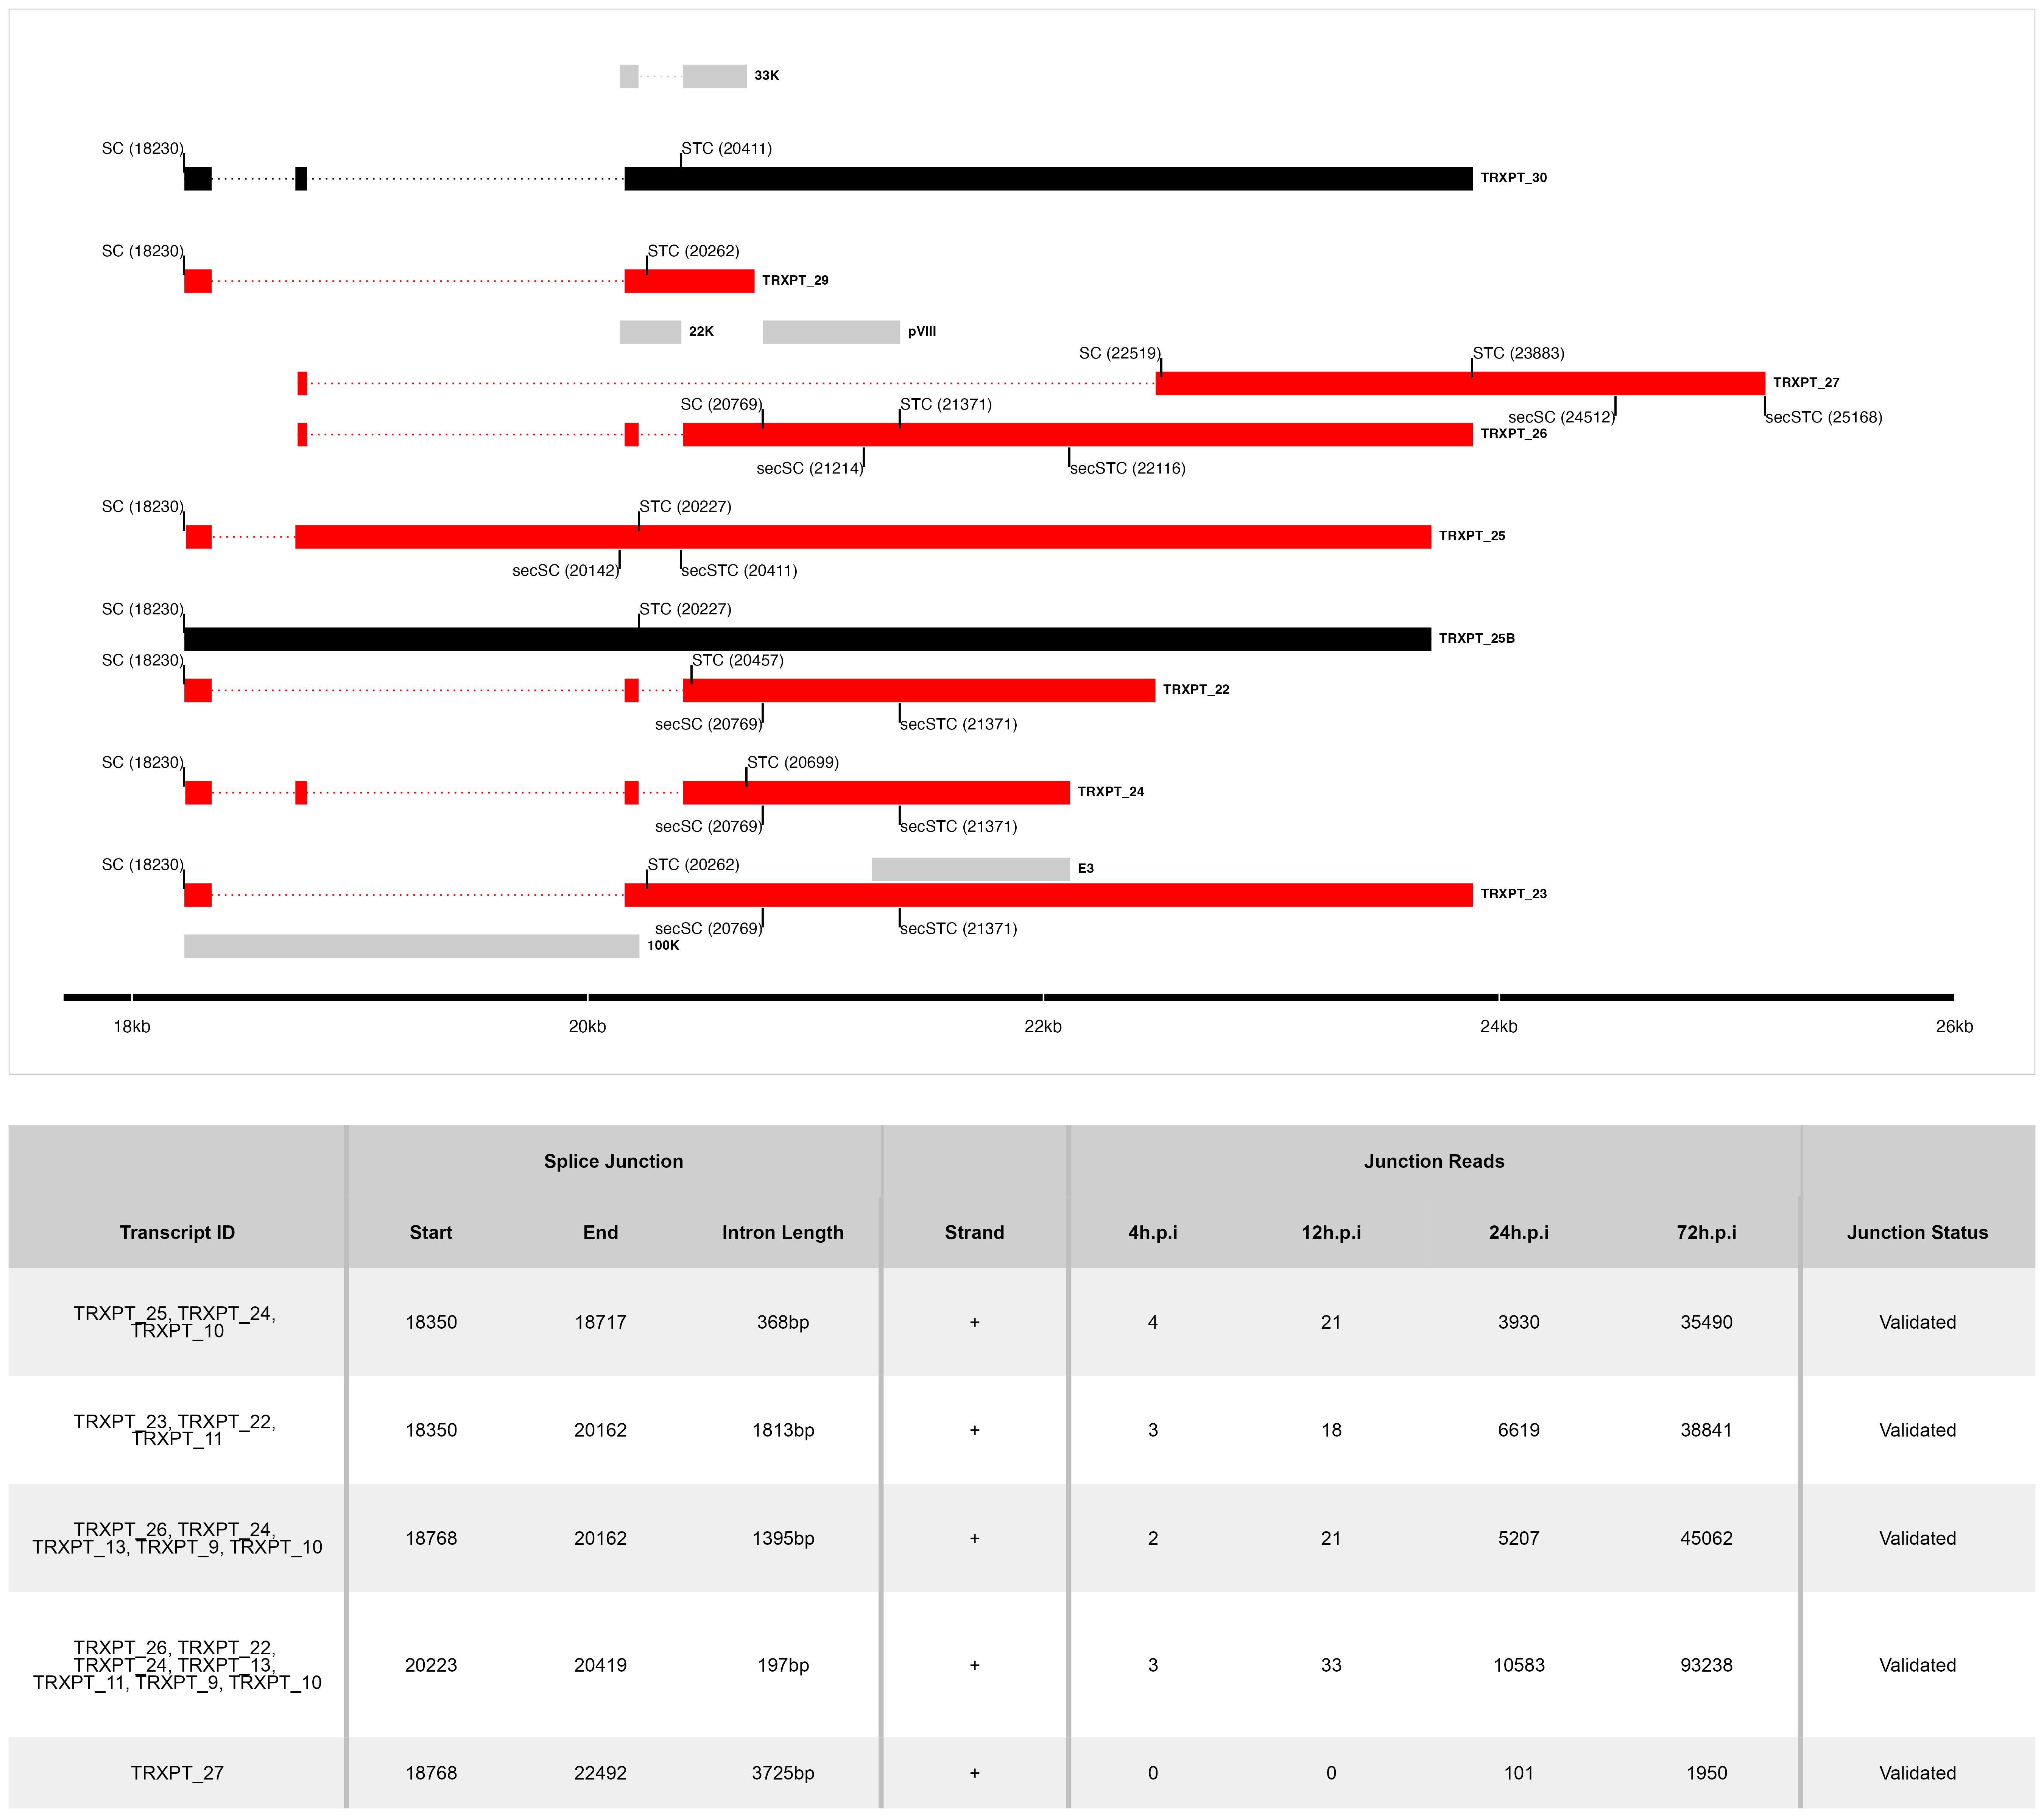 33K
SC (18230)
STC (20411)
TRXPT_30
SC (18230)
STC (20262)
TRXPT_29
22K
pVIII
SC (22519)
STC (23883)
TRXPT_27
secSC (24512)
secSTC (25168)
SC (20769)
STC (21371)
TRXPT_26
secSC (21214)
secSTC (22116)
SC (18230)
STC (20227)
TRXPT_25
secSC (20142)
secSTC (20411)
SC (18230)
STC (20227)
TRXPT_25B
SC (18230)
STC (20457)
TRXPT_22
secSC (20769)
secSTC (21371)
SC (18230)
STC (20699)
TRXPT_24
secSC (20769)
secSTC (21371)
SC (18230)
STC (20262)
E3
TRXPT_23
secSC (20769)
secSTC (21371)
100K
18kb 20kb 22kb 24kb 26kb
Splice Junction Junction Reads
Transcript ID Start End Intron Length Strand 4h.p.i 12h.p.i 24h.p.i 72h.p.i Junction Status
TRXPT_25, TRXPT_24,
TRXPT_10
18350 18717 368bp + 4 21 3930 35490 Validated
TRXPT_23, TRXPT_22,
TRXPT_11
18350 20162 1813bp + 3 18 6619 38841 Validated
TRXPT_26, TRXPT_24,
TRXPT_13, TRXPT_9, TRXPT_10
18768 20162 1395bp + 2 21 5207 45062 Validated
TRXPT_26, TRXPT_22,
TRXPT_24, TRXPT_13,
TRXPT_11, TRXPT_9, TRXPT_10
20223 20419 197bp + 3 33 10583 93238 Validated
TRXPT_27 18768 22492 3725bp + 0 0 101 1950 Validated